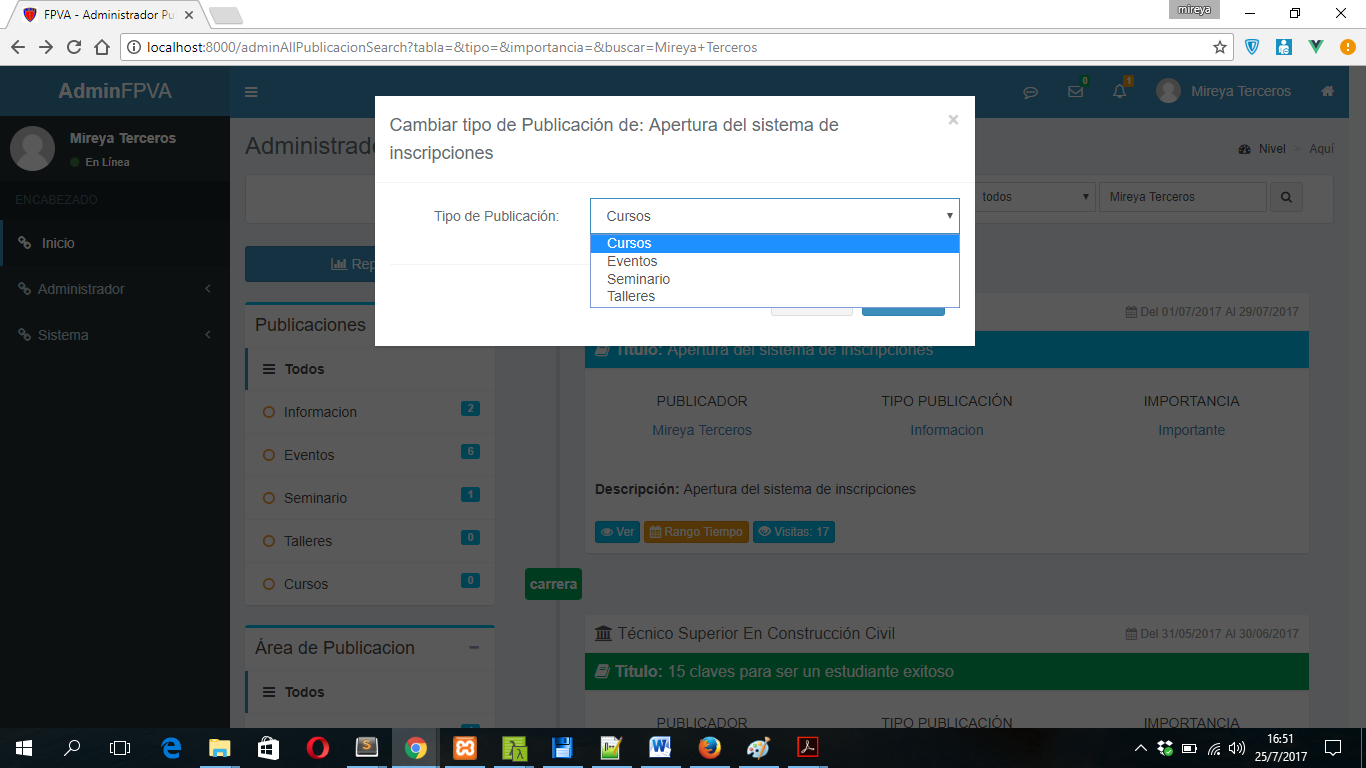 FPVA - Administrador Pu
mireya
localhost:8000/adminAllPublicacionSearch?tabla=&tipo=&importancia=&buscar=Mireya+Terceros
AdminFPVA
0
1
Mireya Terceros
Mireya Terceros
En Línea
ENCABEZADO
Inicio
Administrador
Sistema
Administrad
Nivel > Aquí
todos
Mireya Terceros
Cambiar tipo de Publicación de: Apertura del sistema de
inscripciones
×
Tipo de Publicación:
Cursos
Cursos
Eventos
Seminario
Talleres
Rep
Publicaciones
Todos
Informacion 2
Eventos 6
Seminario 1
Talleres 0
Cursos 0
Área de Publicacion
Todos
Del 01/07/2017 Al 29/07/2017
Título: Apertura del sistema de inscripciones
PUBLICADOR TIPO PUBLICACIÓN IMPORTANCIA
Mireya Terceros Informacion Importante
Descripción: Apertura del sistema de inscripciones
Ver Rango Tiempo Visitas: 17
carrera
Técnico Superior En Construcción Civil
Del 31/05/2017 Al 30/06/2017
Título: 15 claves para ser un estudiante exitoso
PUBLICADOR TIPO PUBLICACIÓN IMPORTANCIA
16:51
25/7/2017